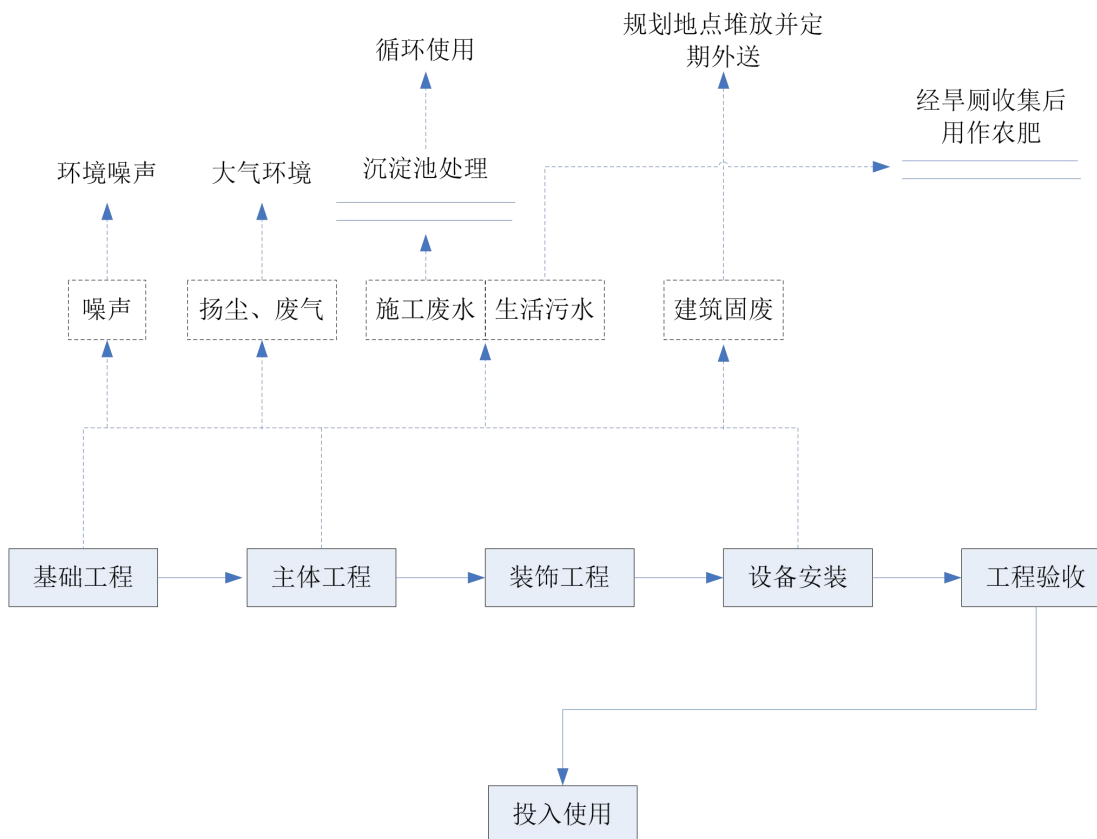 规划地点堆放并定
期外送
循环使用
经旱厕收集后
用作农肥
环境噪声
大气环境
沉淀池处理
噪声
扬尘、废气
施工废水
生活污水
建筑固废
基础工程
主体工程
装饰工程
设备安装
工程验收
投入使用